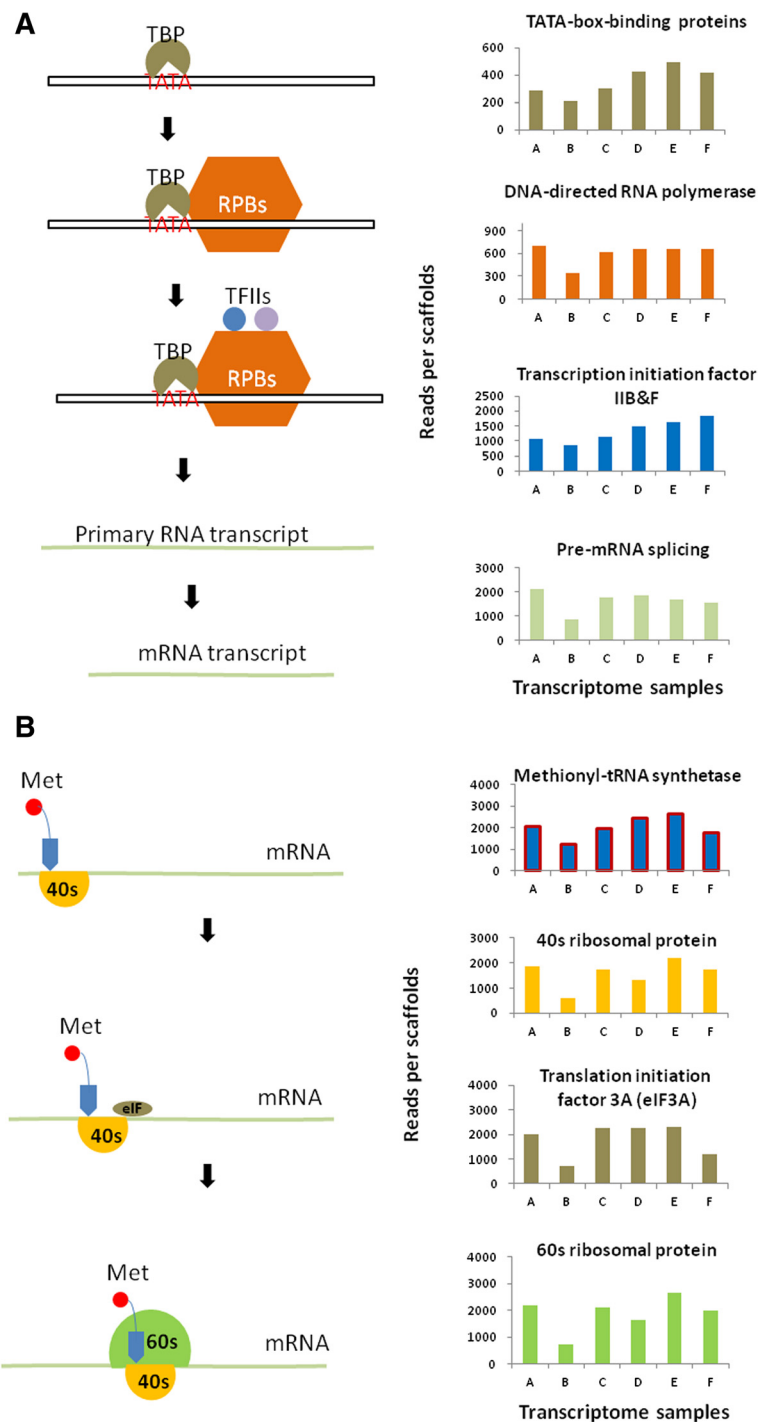 A
TBP
TATA
TBP
RPBs
TATA
TFIIs
TBP
RPBs
TATA
Primary RNA transcript
mRNA transcript
Reads per scaffolds
TATA-box-binding proteins
600
400
200
0
A B C D E F
DNA-directed RNA polymerase
900
600
300
0
A B C D E F
Transcription initiation factor
IIB&F
2500
2000
1500
1000
500
0
A B C D E F
Pre-mRNA splicing
3000
2000
1000
0
A B C D E F
Transcriptome samples
B
Met
mRNA
40s
Met
eIF
mRNA
40s
Met
60s
mRNA
40s
Reads per scaffolds
Methionyl-tRNA synthetase
4000
3000
2000
1000
0
A B C D E F
40s ribosomal protein
3000
2000
1000
0
A B C D E F
Translation initiation
factor 3A (eIF3A)
4000
3000
2000
1000
0
A B C D E F
60s ribosomal protein
4000
3000
2000
1000
0
A B C D E F
Transcriptome samples